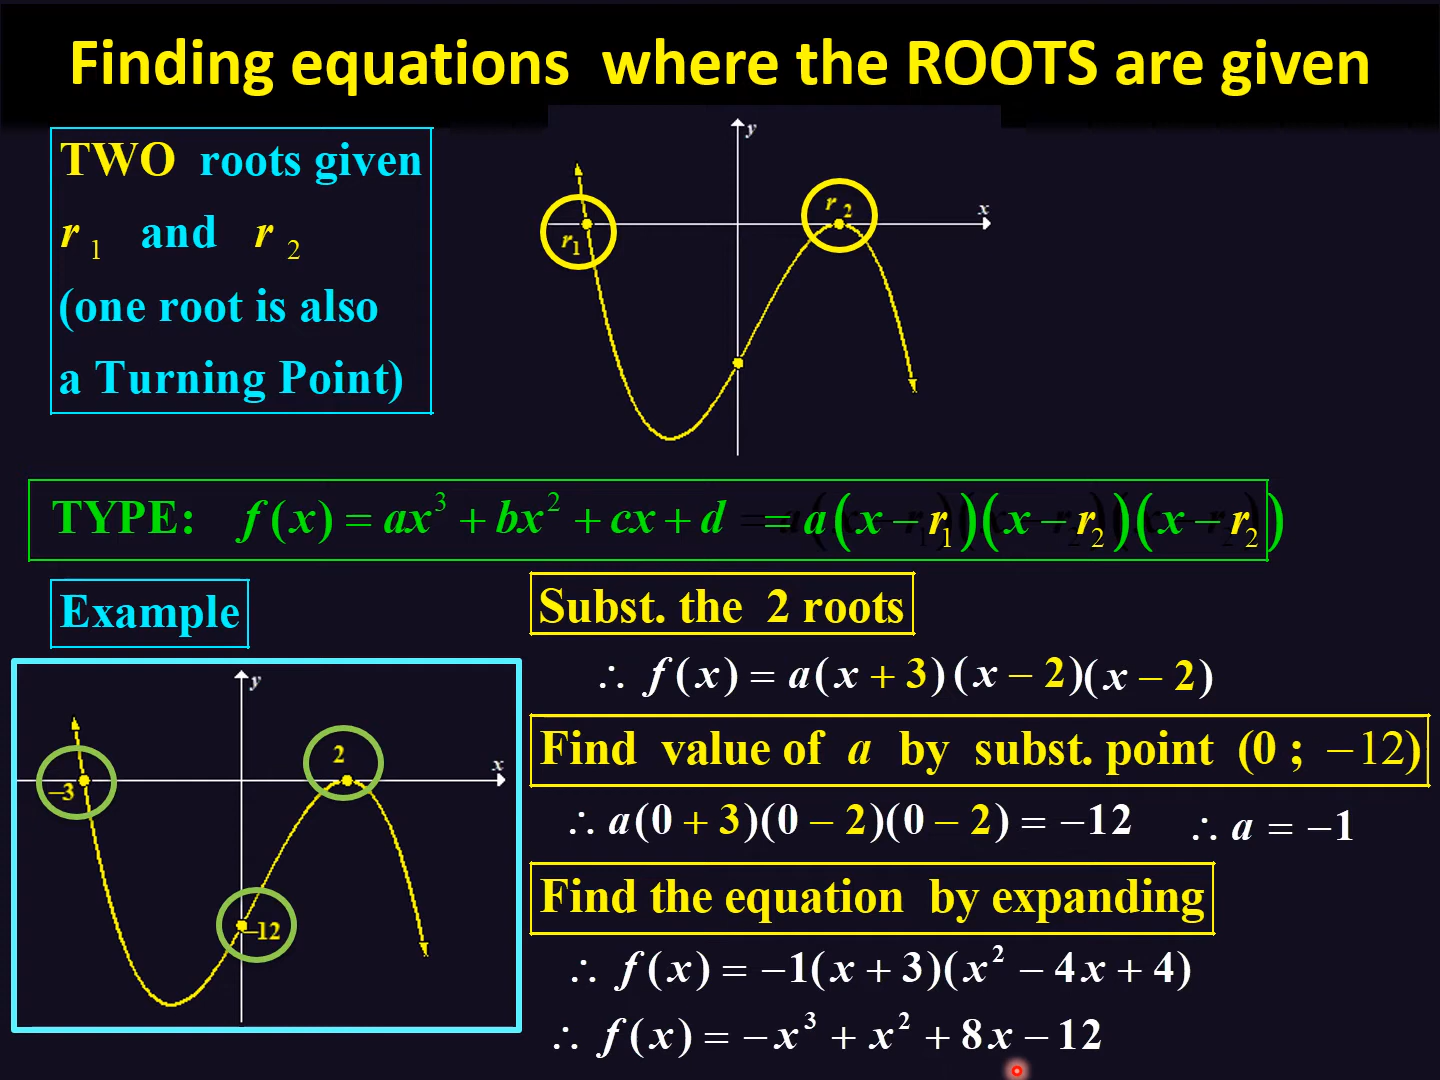 Finding equations where the ROOTS are given
TWO roots given
r₁ and r₂
(one root is also
a Turning Point)
y
x
r₁
r₂
TYPE: f(x) = ax³ + bx² + cx + d = a(x − r₁)(x − r₂)(x − r₂)
Example
y
x
−3
2
−12
Subst. the 2 roots
∴ f(x) = a(x + 3)(x − 2)(x − 2)
Find value of a by subst. point (0 ; −12)
∴ a(0 + 3)(0 − 2)(0 − 2) = −12 ∴ a = −1
Find the equation by expanding
∴ f(x) = −1(x + 3)(x² − 4x + 4)
∴ f(x) = −x³ + x² + 8x − 12